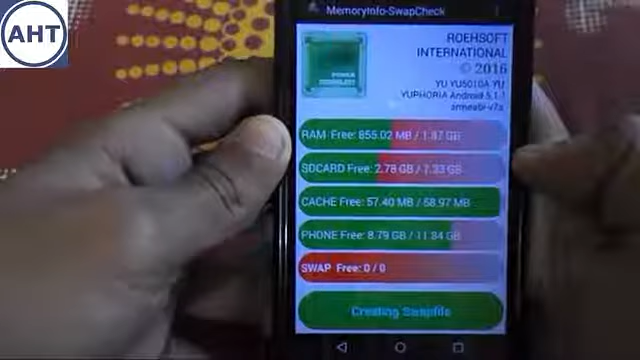 AHT
MemoryInfo-SwapCheck
ROEHSOFT
INTERNATIONAL
© 2016
YU YU5010A YU
YUPHORIA Android 5.1.1
armeabi-v7a
RAM Free: 855.02 MB / 1.87 GB
SDCARD Free: 2.78 GB / 7.33 GB
CACHE Free: 57.40 MB / 58.97 MB
PHONE Free: 8.79 GB / 11.84 GB
SWAP Free: 0 / 0
Creating Swapfile